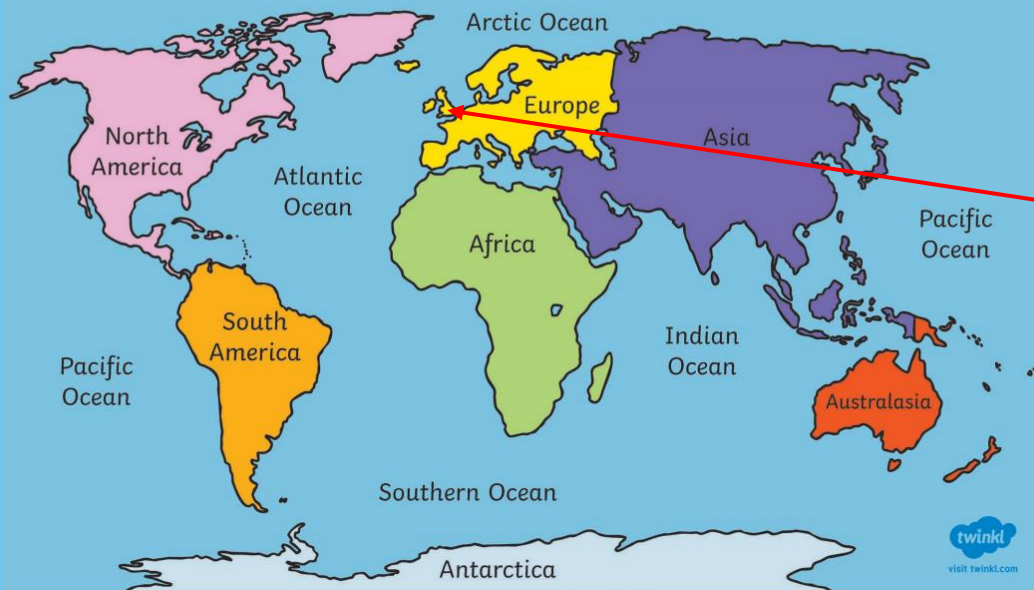 Arctic Ocean
North
America
Europe
Asia
Atlantic
Ocean
Pacific
Ocean
Africa
South
America
Indian
Ocean
Pacific
Ocean
Australasia
Southern Ocean
Antarctica
twinkl
visit twinkl.com